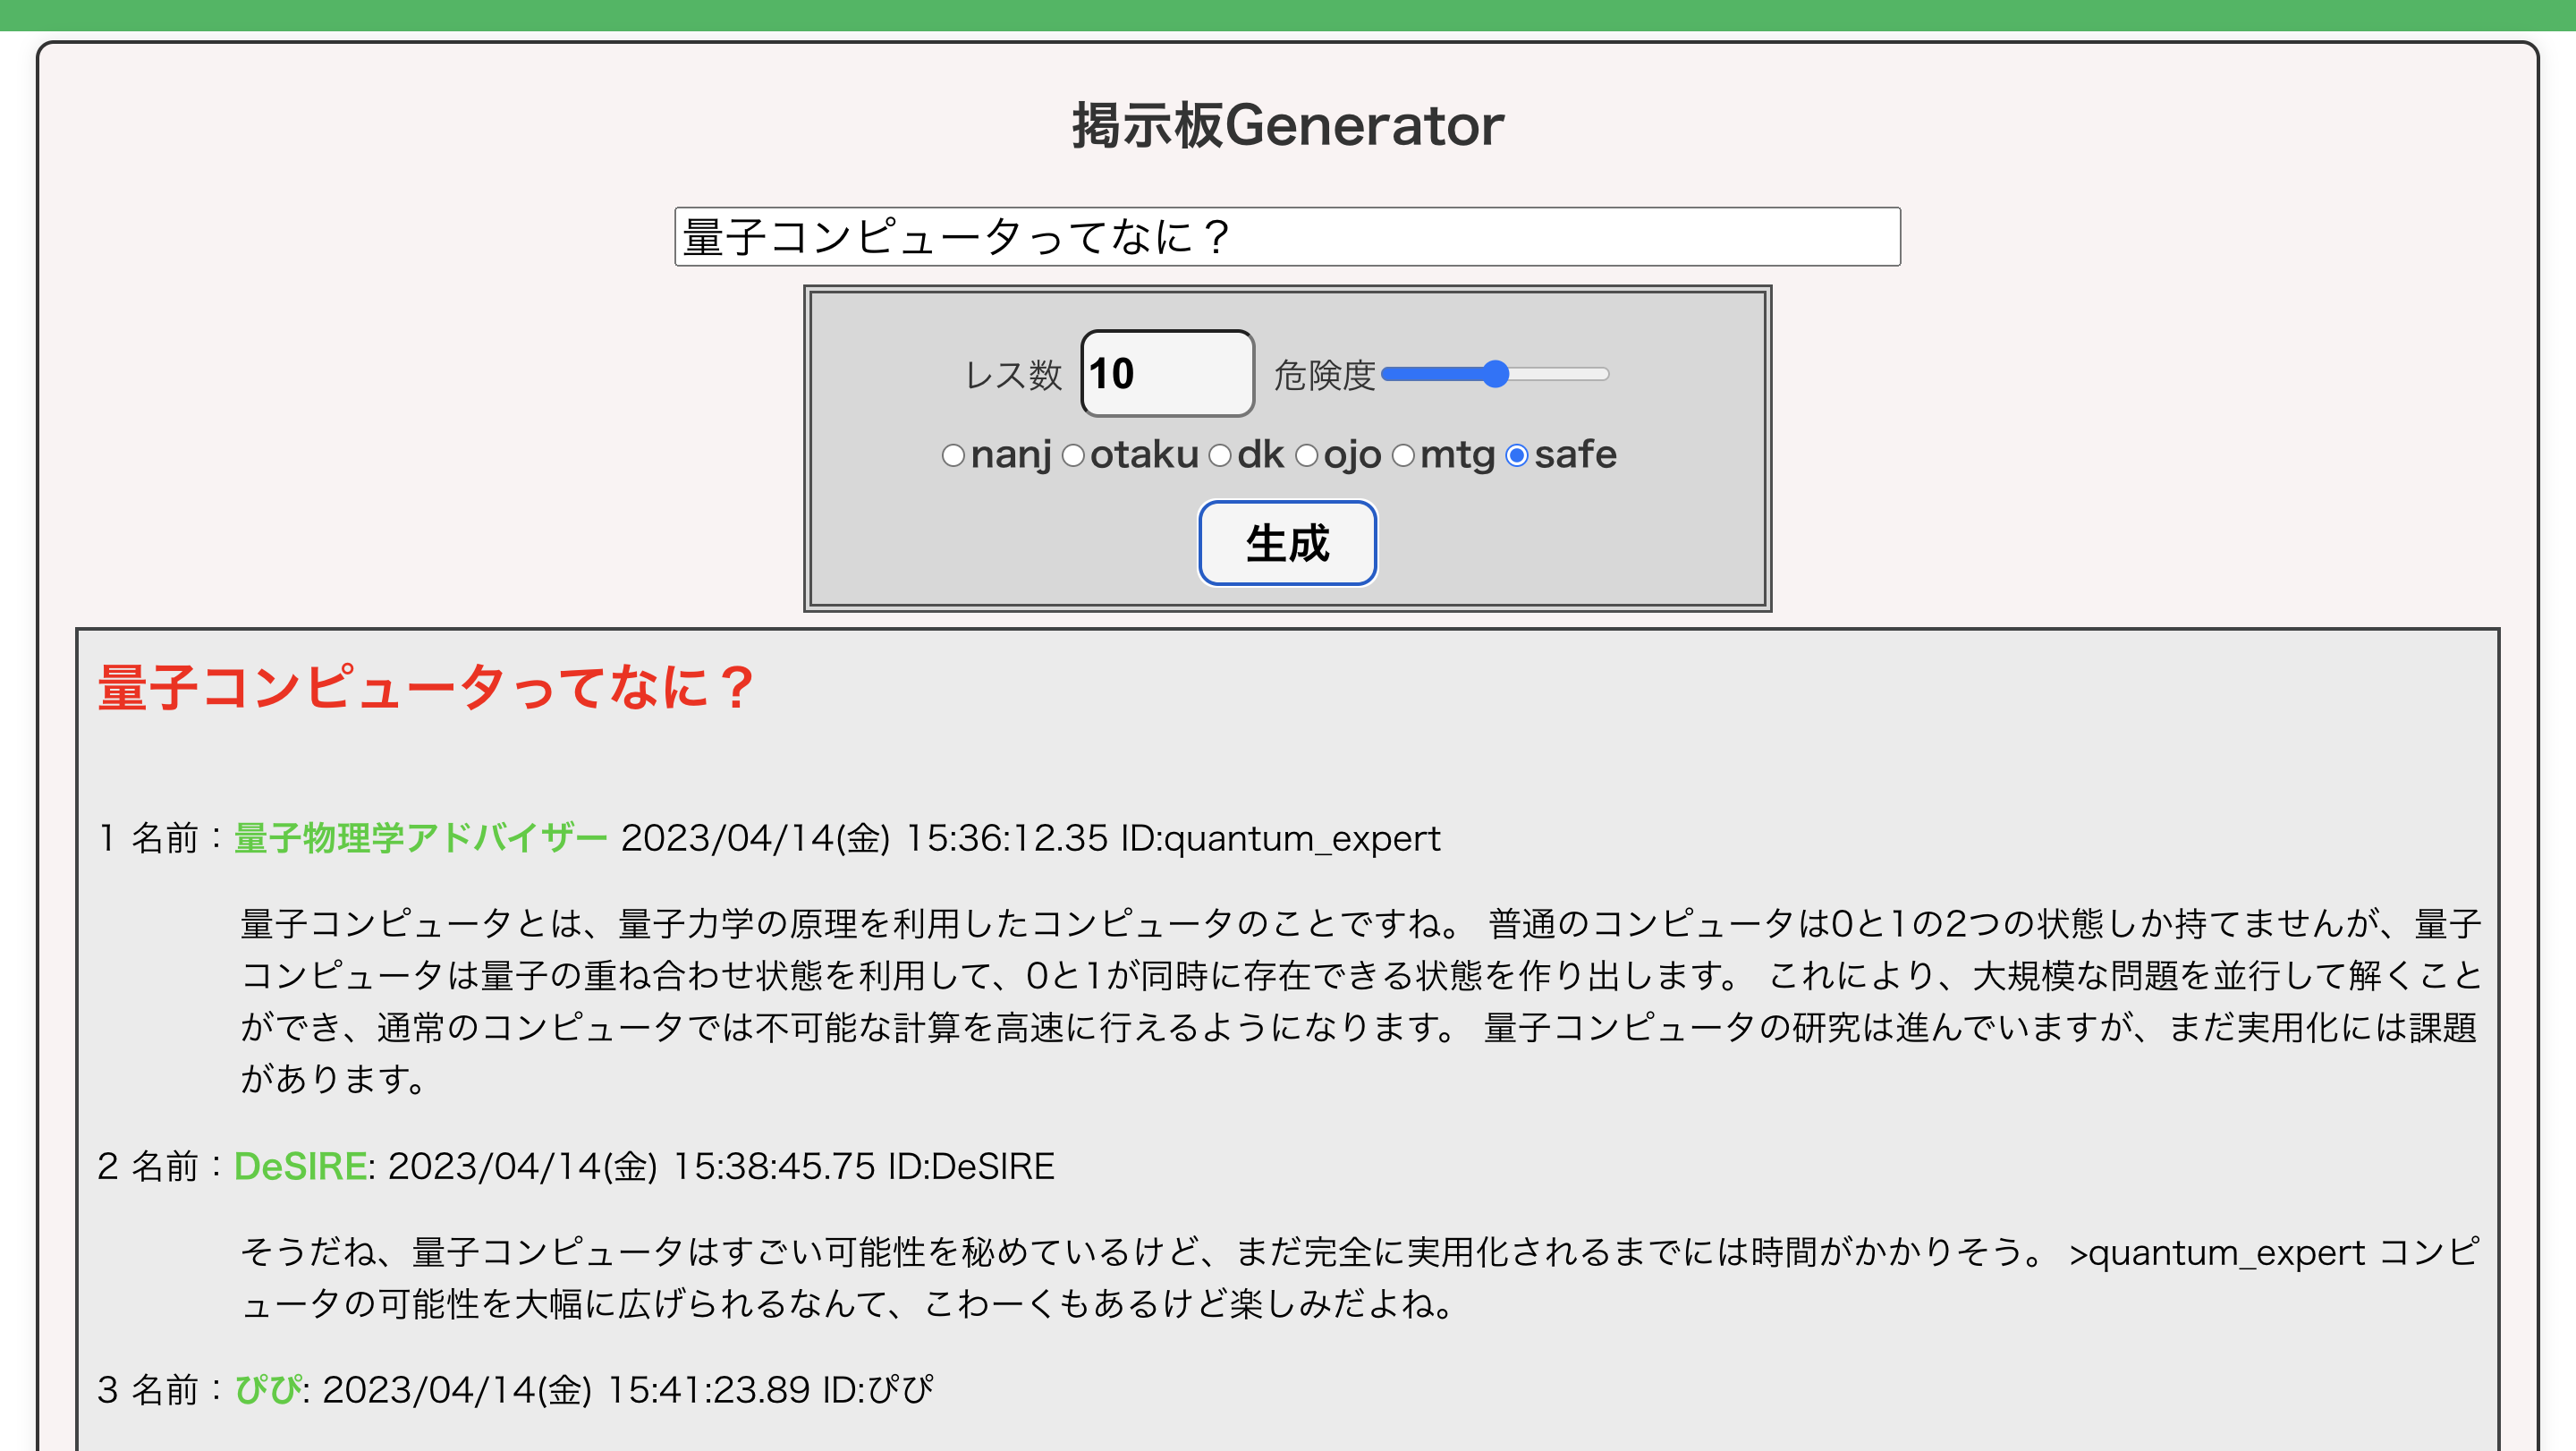 掲示板Generator
量子コンピュータってなに？
レス数 10 危険度
nanj otaku dk ojo mtg safe
生成
量子コンピュータってなに？
1 名前：量子物理学アドバイザー 2023/04/14(金) 15:36:12.35 ID:quantum_expert
量子コンピュータとは、量子力学の原理を利用したコンピュータのことですね。 普通のコンピュータは0と1の2つの状態しか持てませんが、量子
コンピュータは量子の重ね合わせ状態を利用して、0と1が同時に存在できる状態を作り出します。 これにより、大規模な問題を並行して解くこと
ができ、通常のコンピュータでは不可能な計算を高速に行えるようになります。 量子コンピュータの研究は進んでいますが、まだ実用化には課題
があります。
2 名前：DeSIRE: 2023/04/14(金) 15:38:45.75 ID:DeSIRE
そうだね、量子コンピュータはすごい可能性を秘めているけど、まだ完全に実用化されるまでには時間がかかりそう。 >quantum_expert コンピ
ュータの可能性を大幅に広げられるなんて、こわーくもあるけど楽しみだよね。
3 名前：ぴぴ: 2023/04/14(金) 15:41:23.89 ID:ぴぴ